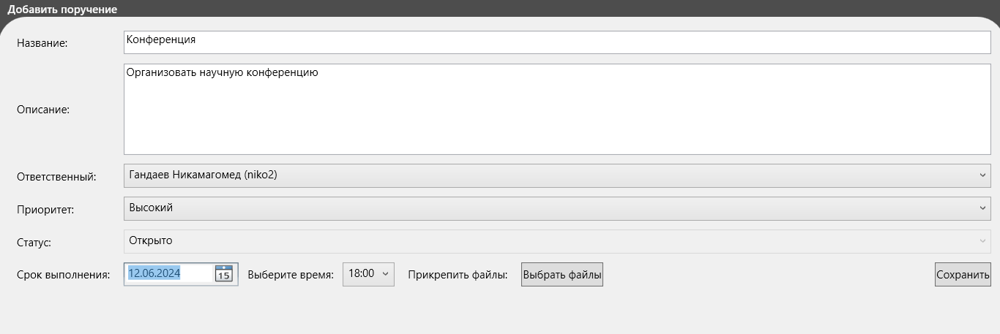 Добавить поручение
Название: Конференция
Описание: Организовать научную конференцию
Ответственный: Гандаев Никамагомед (niko2)
Приоритет: Высокий
Статус: Открыто
Срок выполнения: 12.06.2024 15 Выберите время: 18:00 Прикрепить файлы: Выбрать файлы Сохранить